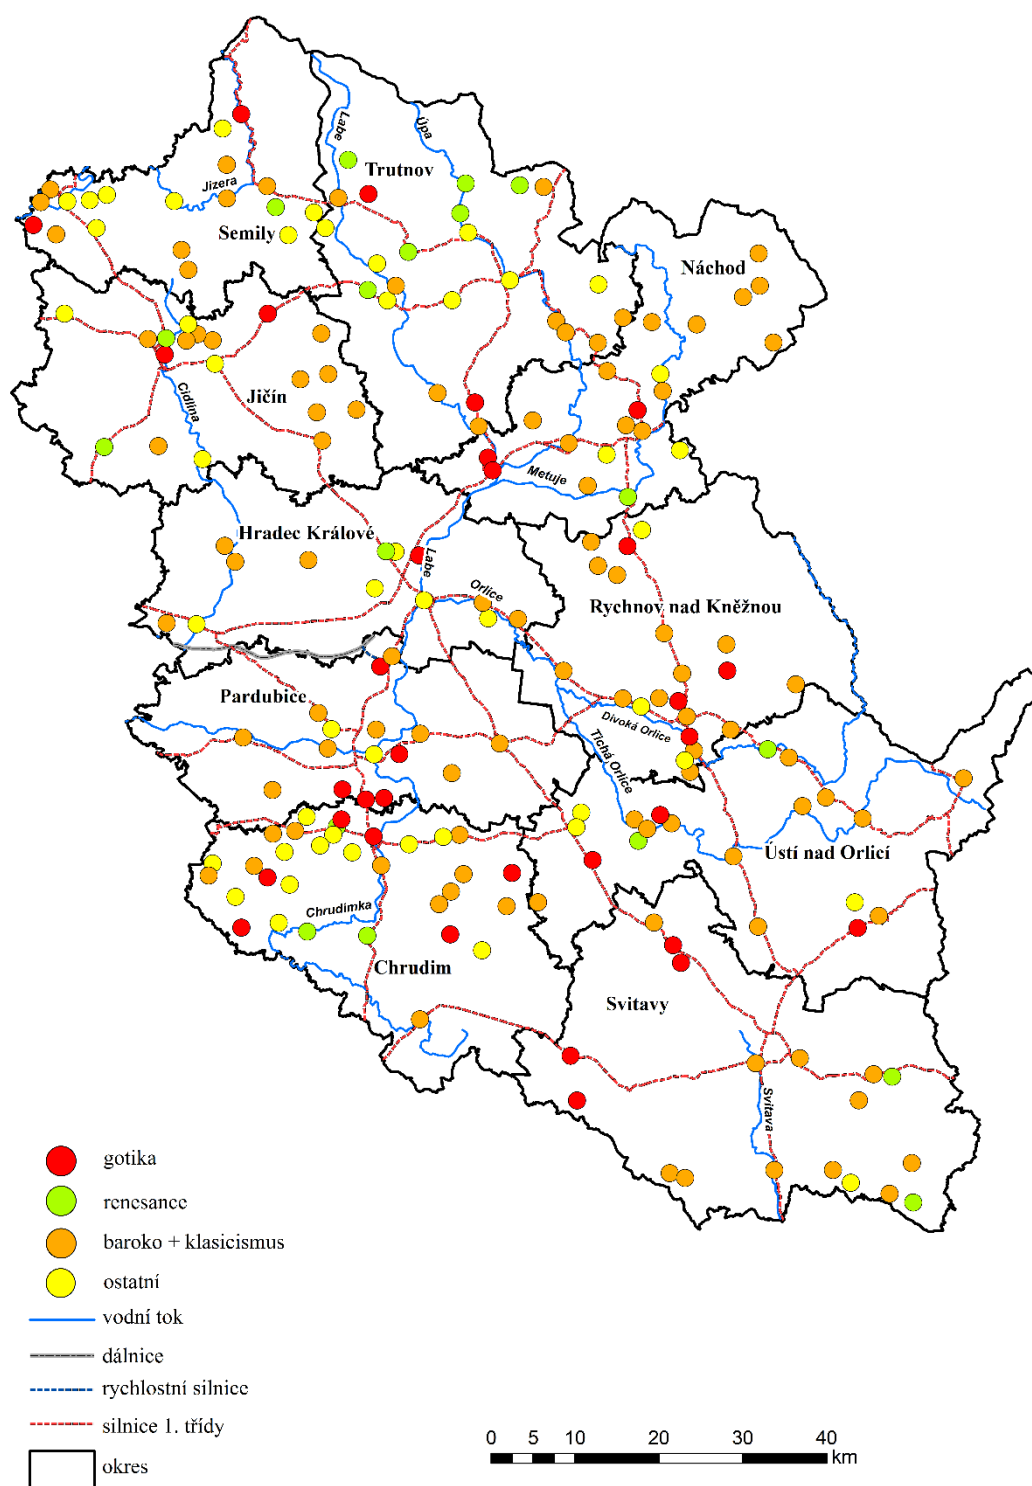 Labe
Úpa
Trutnov
Jizera
Semily
Náchod
Cidlina
Jičín
Metuje
Hradec Králové
Labe
Orlice
Rychnov nad Kněžnou
Pardubice
Divoká Orlice
Tichá Orlice
Ústí nad Orlicí
Chrudimka
Chrudim
Svitavy
Svitava
gotika
renesance
baroko + klasicismus
ostatní
vodní tok
dálnice
rychlostní silnice
silnice 1. třídy
okres
0 5 10 20 30 40
km